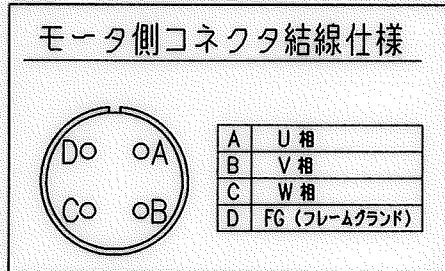 モータ側コネクタ結線仕様
D A
C B
A U相
B V相
C W相
D FG (フレームグランド)